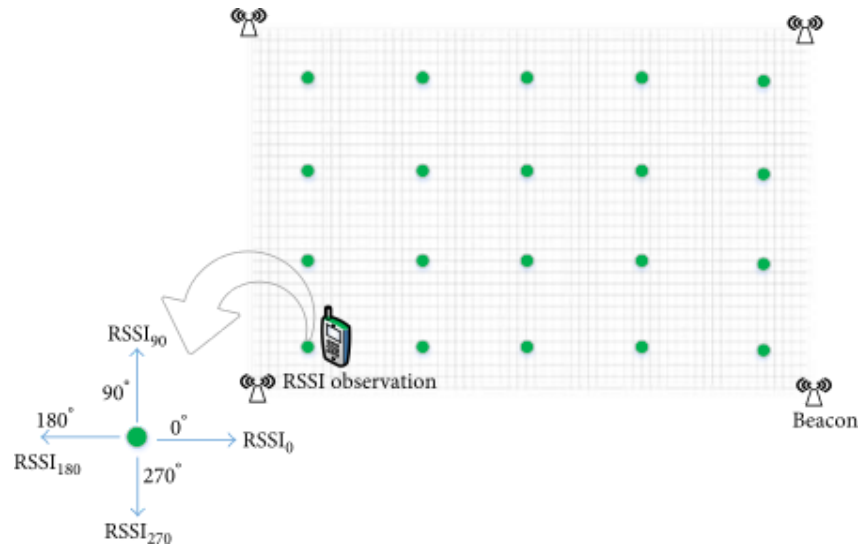 RSSI observation
Beacon
RSSI₉₀
90°
180°
0°
RSSI₀
RSSI₁₈₀
270°
RSSI₂₇₀